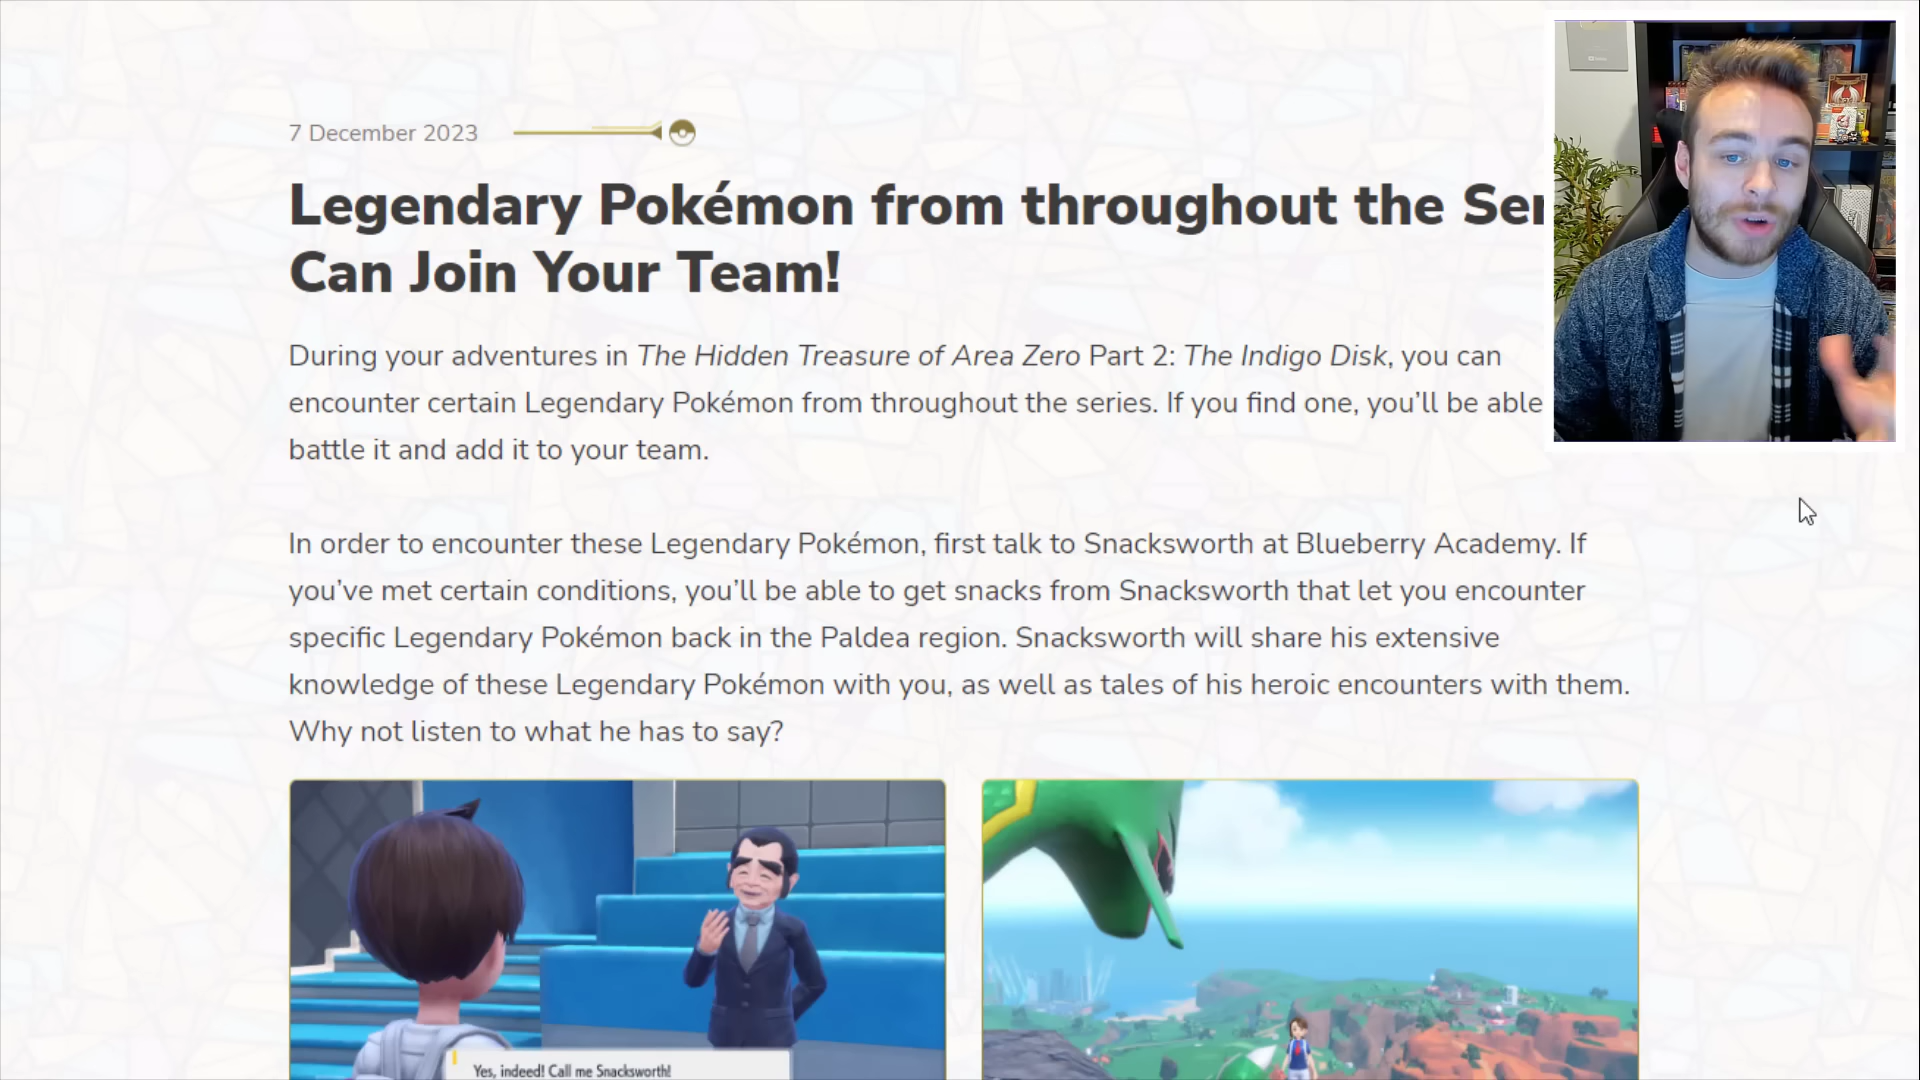 7 December 2023
Legendary Pokémon from throughout the Ser
Can Join Your Team!
During your adventures in The Hidden Treasure of Area Zero Part 2: The Indigo Disk, you can
encounter certain Legendary Pokémon from throughout the series. If you find one, you’ll be able
battle it and add it to your team.
In order to encounter these Legendary Pokémon, first talk to Snacksworth at Blueberry Academy. If
you’ve met certain conditions, you’ll be able to get snacks from Snacksworth that let you encounter
specific Legendary Pokémon back in the Paldea region. Snacksworth will share his extensive
knowledge of these Legendary Pokémon with you, as well as tales of his heroic encounters with them.
Why not listen to what he has to say?
Yes, indeed! Call me Snacksworth!